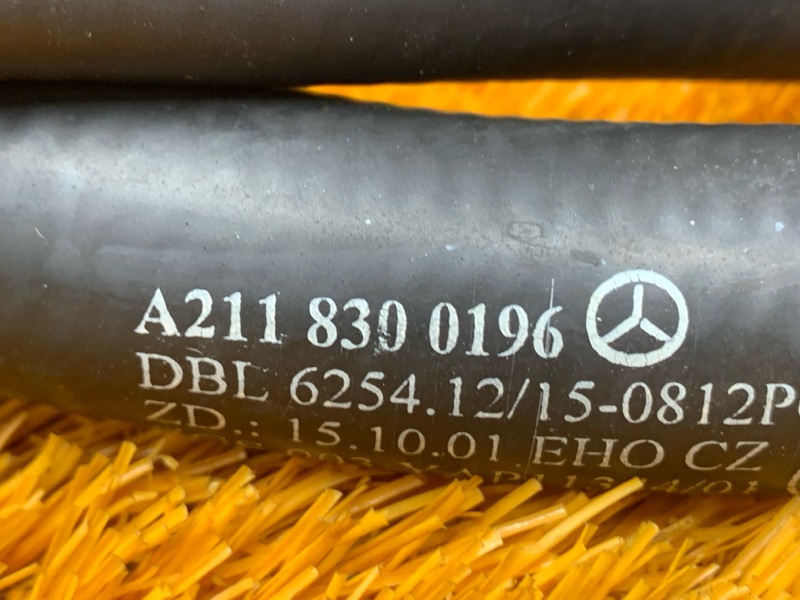 A211 830 0196
DBL 6254.12/15-0812P
ZD.: 15.10.01 EHO CZ